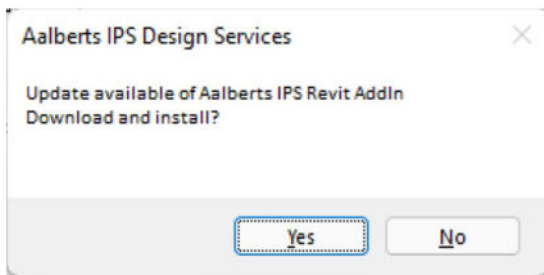 Aalberts IPS Design Services
Update available of Aalberts IPS Revit AddIn
Download and install?
Yes
No